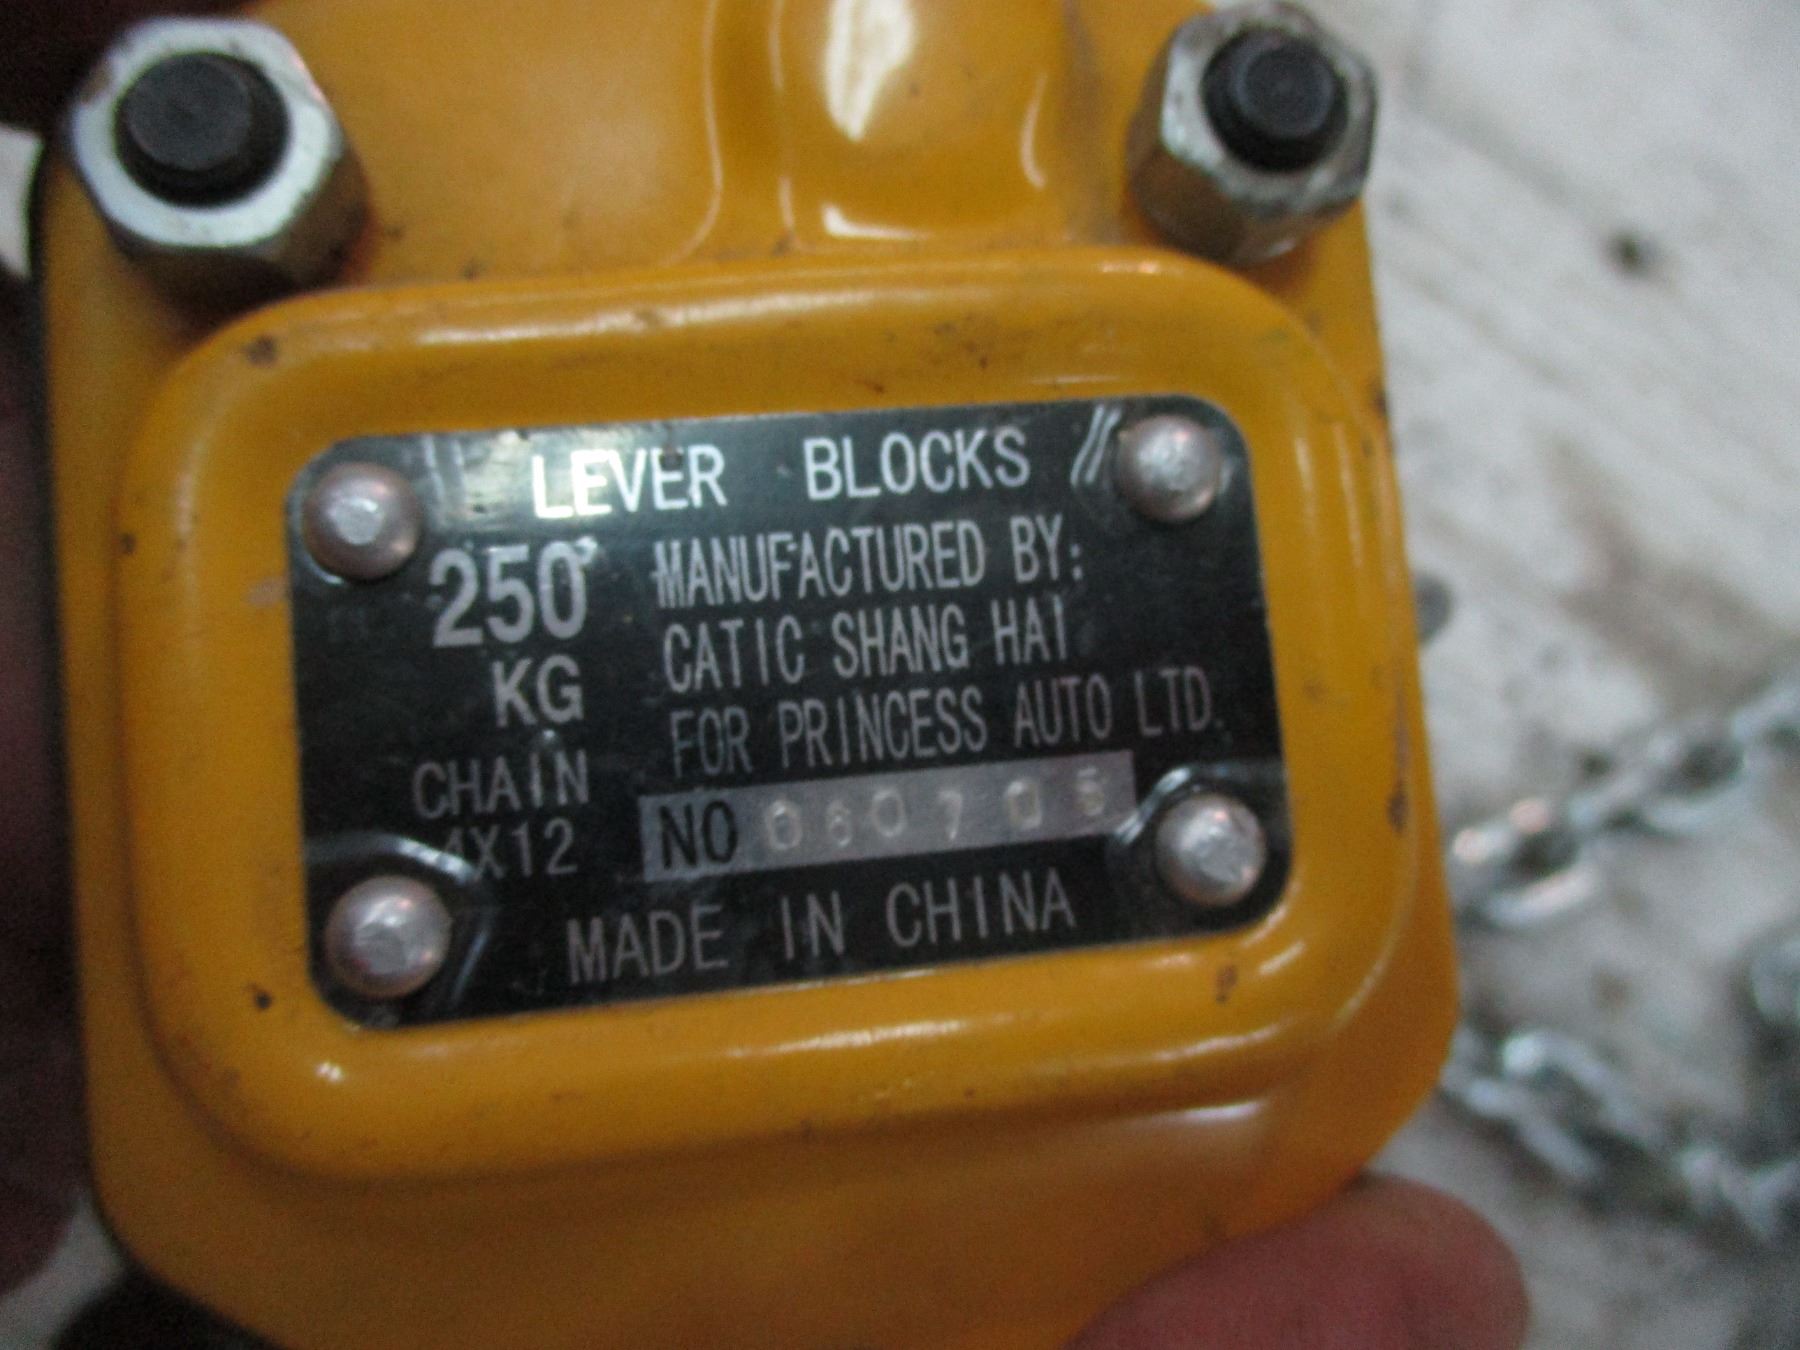 LEVER BLOCKS
250
KG
CHAIN
4X12
MANUFACTURED BY:
CATIC SHANG HAI
FOR PRINCESS AUTO LTD.
NO
MADE IN CHINA